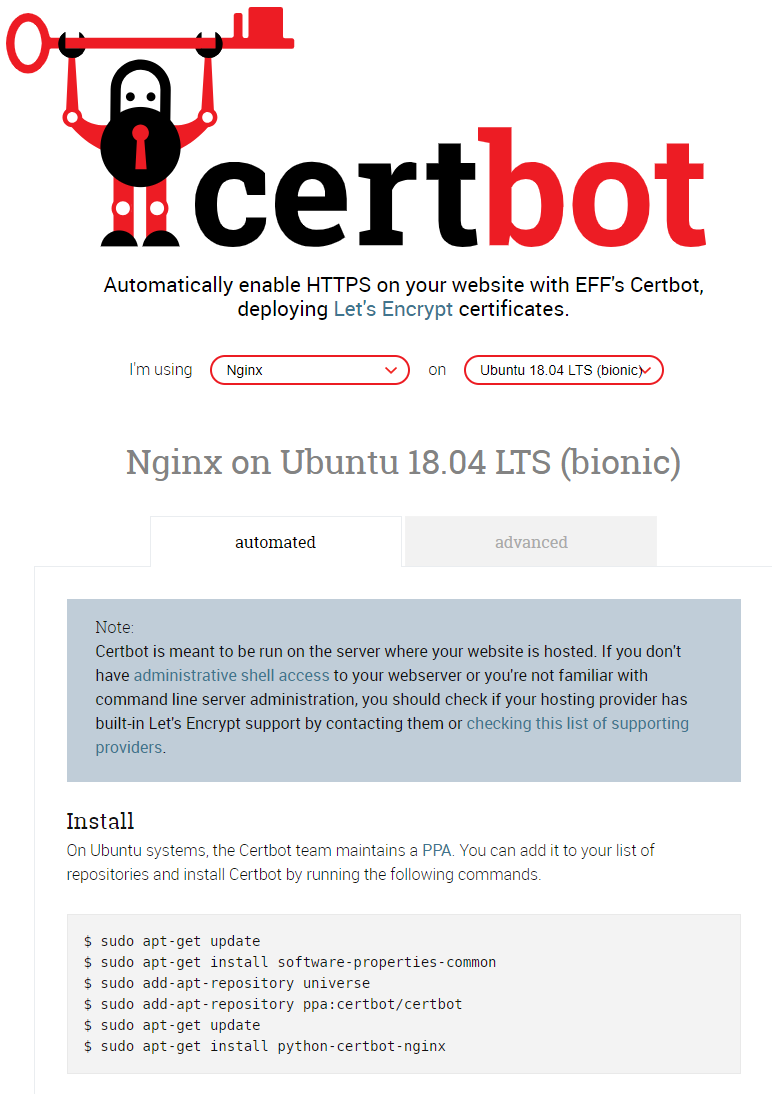 certbot
Automatically enable HTTPS on your website with EFF's Certbot,
deploying Let's Encrypt certificates.
I'm using Nginx on Ubuntu 18.04 LTS (bionic)
Nginx on Ubuntu 18.04 LTS (bionic)
automated advanced
Note:
Certbot is meant to be run on the server where your website is hosted. If you don't
have administrative shell access to your webserver or you're not familiar with
command line server administration, you should check if your hosting provider has
built-in Let's Encrypt support by contacting them or checking this list of supporting
providers.
Install
On Ubuntu systems, the Certbot team maintains a PPA. You can add it to your list of
repositories and install Certbot by running the following commands.
$ sudo apt-get update
$ sudo apt-get install software-properties-common
$ sudo add-apt-repository universe
$ sudo add-apt-repository ppa:certbot/certbot
$ sudo apt-get update
$ sudo apt-get install python-certbot-nginx